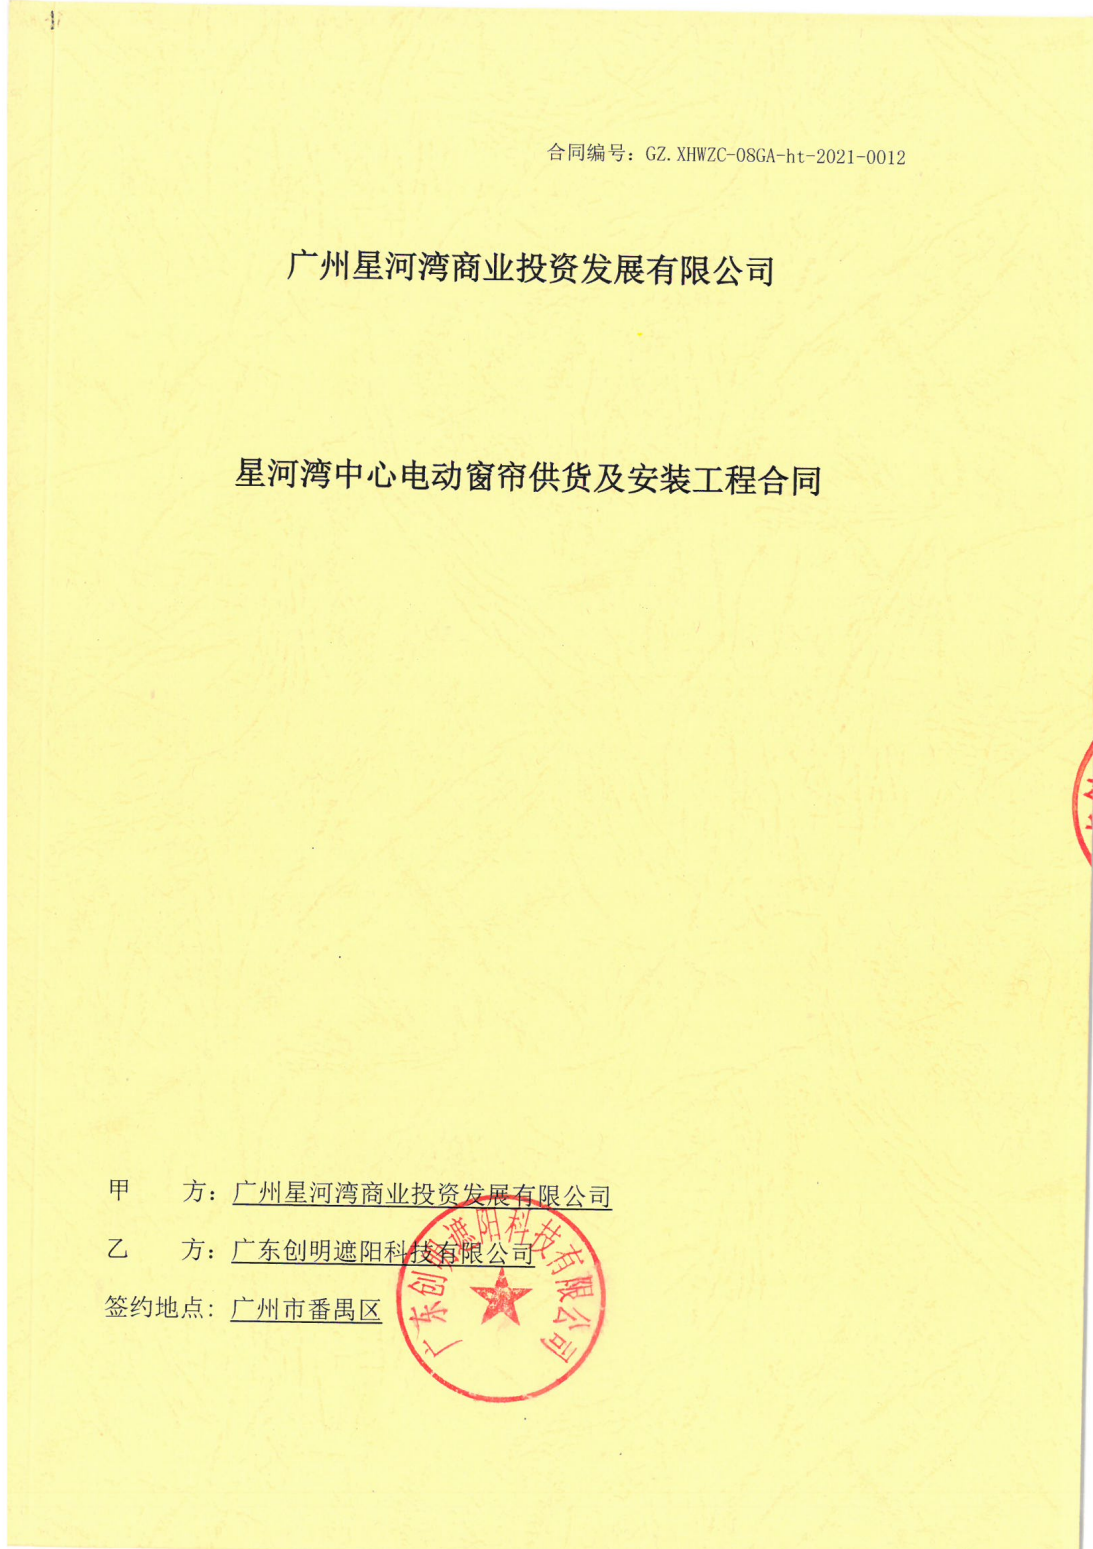 合同编号：GZ.XHWZC-08GA-ht-2021-0012
广州星河湾商业投资发展有限公司
星河湾中心电动窗帘供货及安装工程合同
甲　　方：广州星河湾商业投资发展有限公司
乙　　方：广东创明遮阳科技有限公司
签约地点：广州市番禺区
广东创明遮阳科技有限公司